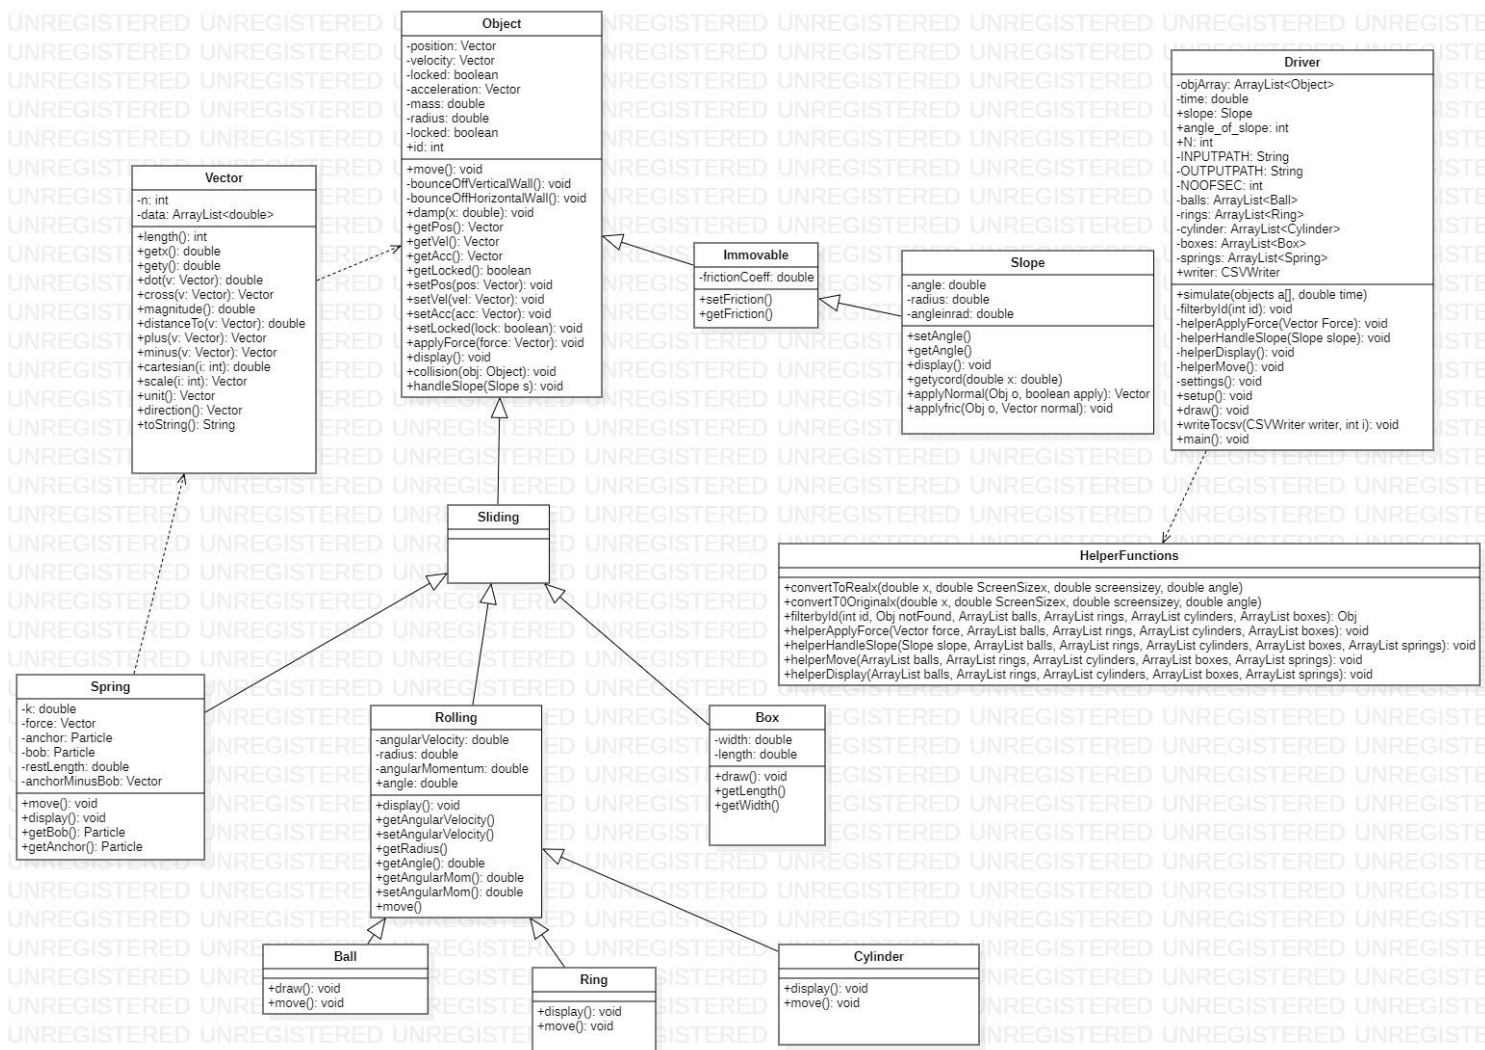 Object
-position: Vector
-velocity: Vector
-locked: boolean
-acceleration: Vector
-mass: double
-radius: double
-locked: boolean
+id: int
+move(): void
-bounceOffVerticalWall(): void
-bounceOffHorizontalWall(): void
+damp(x: double): void
+getPos(): Vector
+getVel(): Vector
+getAcc(): Vector
+getLocked(): boolean
+setPos(pos: Vector): void
+setVel(vel: Vector): void
+setAcc(acc: Vector): void
+setLocked(lock: boolean): void
+applyForce(force: Vector): void
+display(): void
+collision(obj: Object): void
+handleSlope(Slope s): void
Driver
-objArray: ArrayList<Object>
-time: double
+slope: Slope
+angle_of_slope: int
+N: int
-INPUTPATH: String
-OUTPUTPATH: String
-NOOFSEC: int
-balls: ArrayList<Ball>
-rings: ArrayList<Ring>
-cylinder: ArrayList<Cylinder>
-boxes: ArrayList<Box>
-springs: ArrayList<Spring>
+writer: CSVWriter
+simulate(objects a[], double time)
-filterbyId(int id): void
-helperApplyForce(Vector Force): void
-helperHandleSlope(Slope slope): void
-helperDisplay(): void
-helperMove(): void
-settings(): void
+setup(): void
+draw(): void
+writeTocsv(CSVWriter writer, int i): void
+main(): void
Vector
-n: int
-data: ArrayList<double>
+length(): int
+getx(): double
+gety(): double
+dot(v: Vector): double
+cross(v: Vector): Vector
+magnitude(): double
+distanceTo(v: Vector): double
+plus(v: Vector): Vector
+minus(v: Vector): Vector
+cartesian(i: int): double
+scale(i: int): Vector
+unit(): Vector
+direction(): Vector
+toString(): String
Immovable
-frictionCoeff: double
+setFriction()
+getFriction()
Slope
-angle: double
-radius: double
-angleinrad: double
+setAngle()
+getAngle()
+display(): void
+getycord(double x: double)
+applyNormal(Obj o, boolean apply): Vector
+applyfric(Obj o, Vector normal): void
Sliding
HelperFunctions
+convertToRealx(double x, double ScreenSizex, double screensizey, double angle)
+convertT0Originalx(double x, double ScreenSizex, double screensizey, double angle)
+filterbyId(int id, Obj notFound, ArrayList balls, ArrayList rings, ArrayList cylinders, ArrayList boxes): Obj
+helperApplyForce(Vector force, ArrayList balls, ArrayList rings, ArrayList cylinders, ArrayList boxes): void
+helperHandleSlope(Slope slope, ArrayList balls, ArrayList rings, ArrayList cylinders, ArrayList boxes, ArrayList springs): void
+helperMove(ArrayList balls, ArrayList rings, ArrayList cylinders, ArrayList boxes, ArrayList springs): void
+helperDisplay(ArrayList balls, ArrayList rings, ArrayList cylinders, ArrayList boxes, ArrayList springs): void
Spring
-k: double
-force: Vector
-anchor: Particle
-bob: Particle
-restLength: double
-anchorMinusBob: Vector
+move(): void
+display(): void
+getBob(): Particle
+getAnchor(): Particle
Rolling
-angularVelocity: double
-radius: double
-angularMomentum: double
+angle: double
+display(): void
+getAngularVelocity()
+setAngularVelocity()
+getRadius()
+getAngle(): double
+getAngularMom(): double
+setAngularMom(): double
+move()
Box
-width: double
-length: double
+draw(): void
+getLength()
+getWidth()
Ball
+draw(): void
+move(): void
Ring
+display(): void
+move(): void
Cylinder
+display(): void
+move(): void